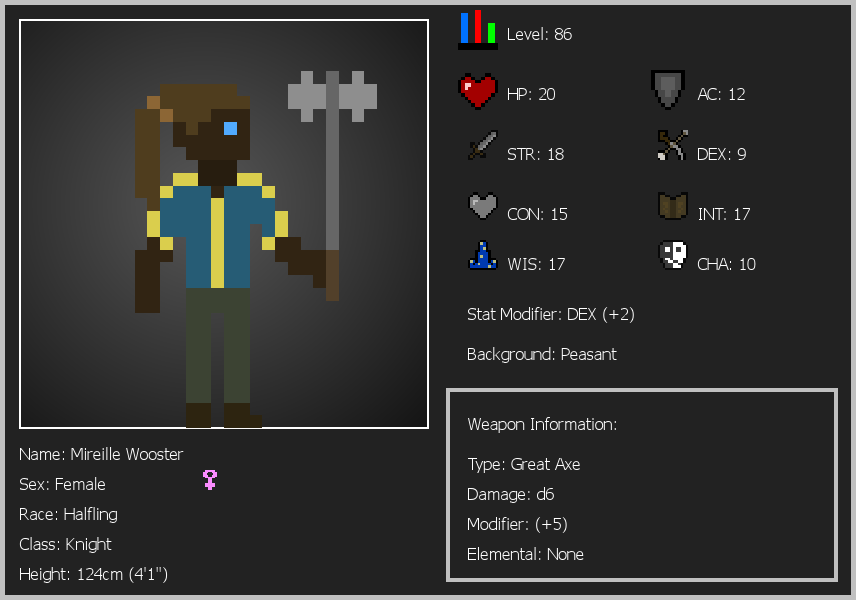 Level: 86
HP: 20
AC: 12
STR: 18
DEX: 9
CON: 15
INT: 17
WIS: 17
CHA: 10
Stat Modifier: DEX (+2)
Background: Peasant
Weapon Information:
Type: Great Axe
Damage: d6
Modifier: (+5)
Elemental: None
Name: Mireille Wooster
Sex: Female
Race: Halfling
Class: Knight
Height: 124cm (4'1")